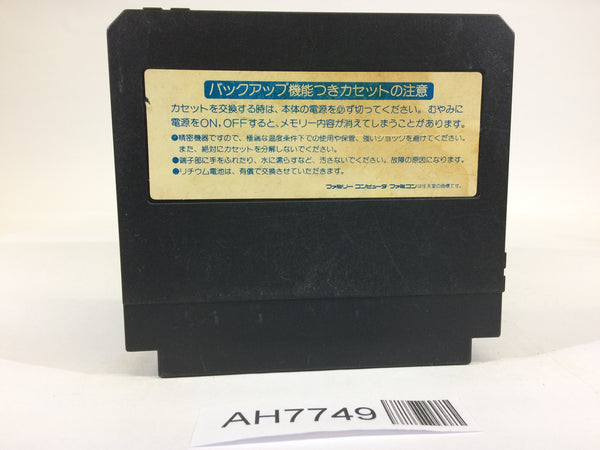 バックアップ機能つきカセットの注意
カセットを交換する時は、本体の電源を必ず切ってください。むやみに
電源をON, OFFすると、メモリー内容が消えてしまうことがあります。
●精密機器ですので、極端な温度条件下での使用や保管、強いショックを避けてください。
また、絶対にカセットを分解しないでください。
●端子部に手をふれたり、水に濡らすなど、汚さないでください。故障の原因になります。
●リチウム電池は、有償で交換させていただきます。
ファミリーコンピュータ・ファミコンは任天堂の商標です。
AH7749